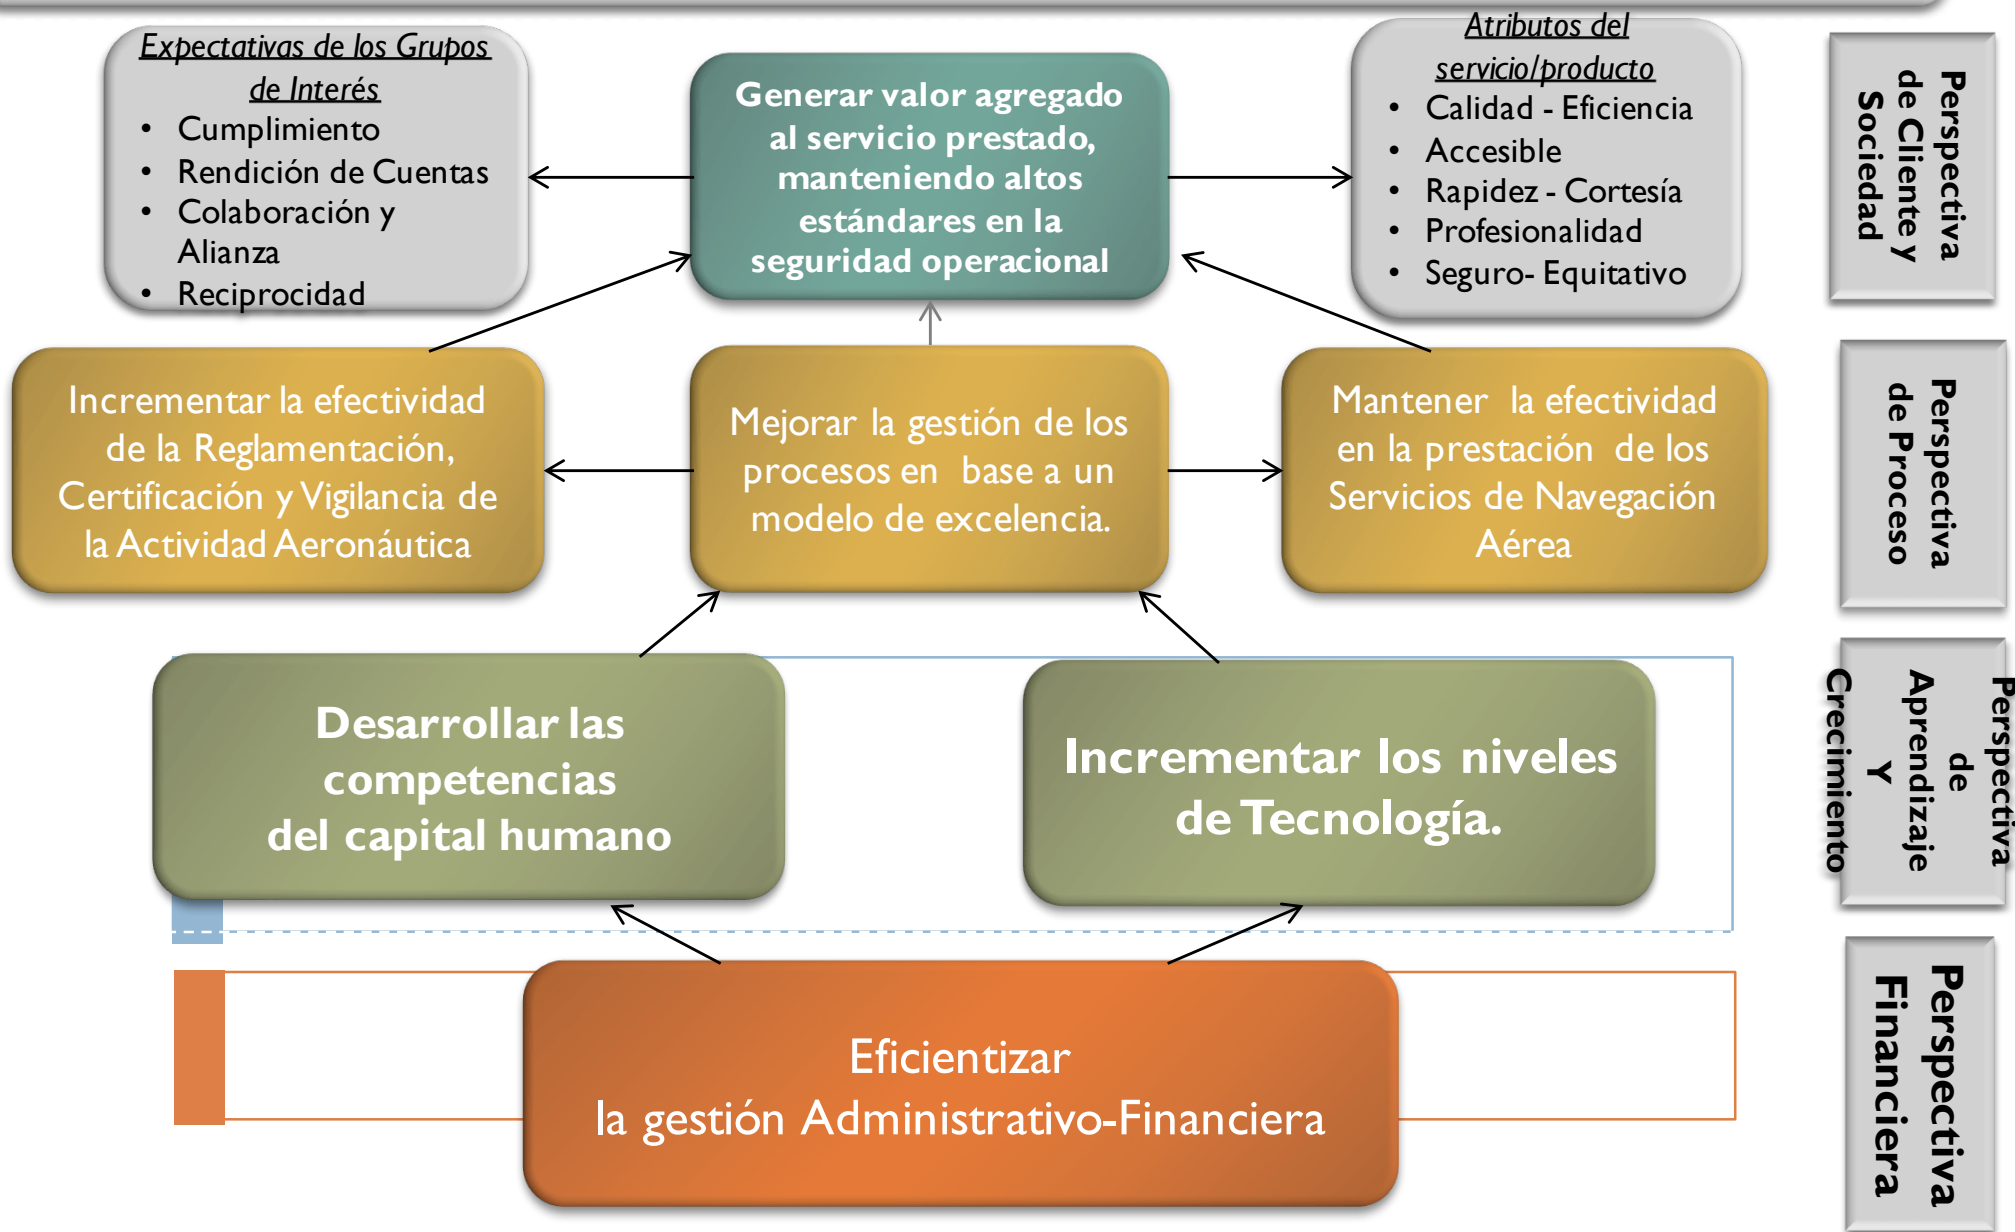 Expectativas de los Grupos
de Interés
• Cumplimiento
• Rendición de Cuentas
• Colaboración y
Alianza
• Reciprocidad
Generar valor agregado
al servicio prestado,
manteniendo altos
estándares en la
seguridad operacional
Atributos del
servicio/producto
• Calidad - Eficiencia
• Accesible
• Rapidez - Cortesía
• Profesionalidad
• Seguro- Equitativo
Perspectiva
de Cliente y
Sociedad
Incrementar la efectividad
de la Reglamentación,
Certificación y Vigilancia de
la Actividad Aeronáutica
Mejorar la gestión de los
procesos en base a un
modelo de excelencia.
Mantener la efectividad
en la prestación de los
Servicios de Navegación
Aérea
Perspectiva
de Proceso
Desarrollar las
competencias
del capital humano
Incrementar los niveles
de Tecnología.
Perspectiva
de
Aprendizaje
Y
Crecimiento
Eficientizar
la gestión Administrativo-Financiera
Perspectiva
Financiera